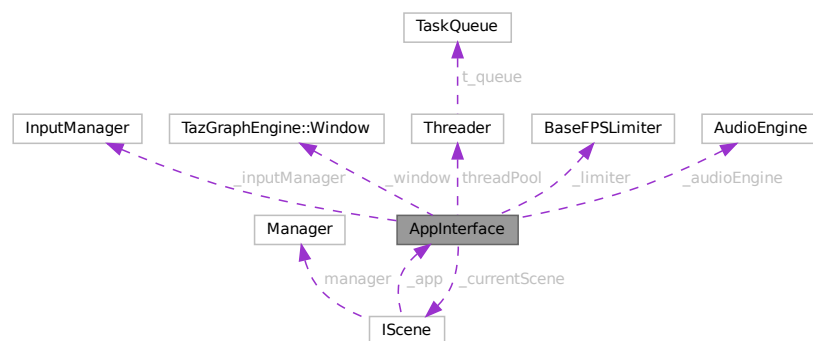 TaskQueue
t_queue
InputManager
TazGraphEngine::Window
Threader
BaseFPSLimiter
AudioEngine
_inputManager
_window
threadPool
_limiter
_audioEngine
Manager
AppInterface
manager
_app
_currentScene
IScene